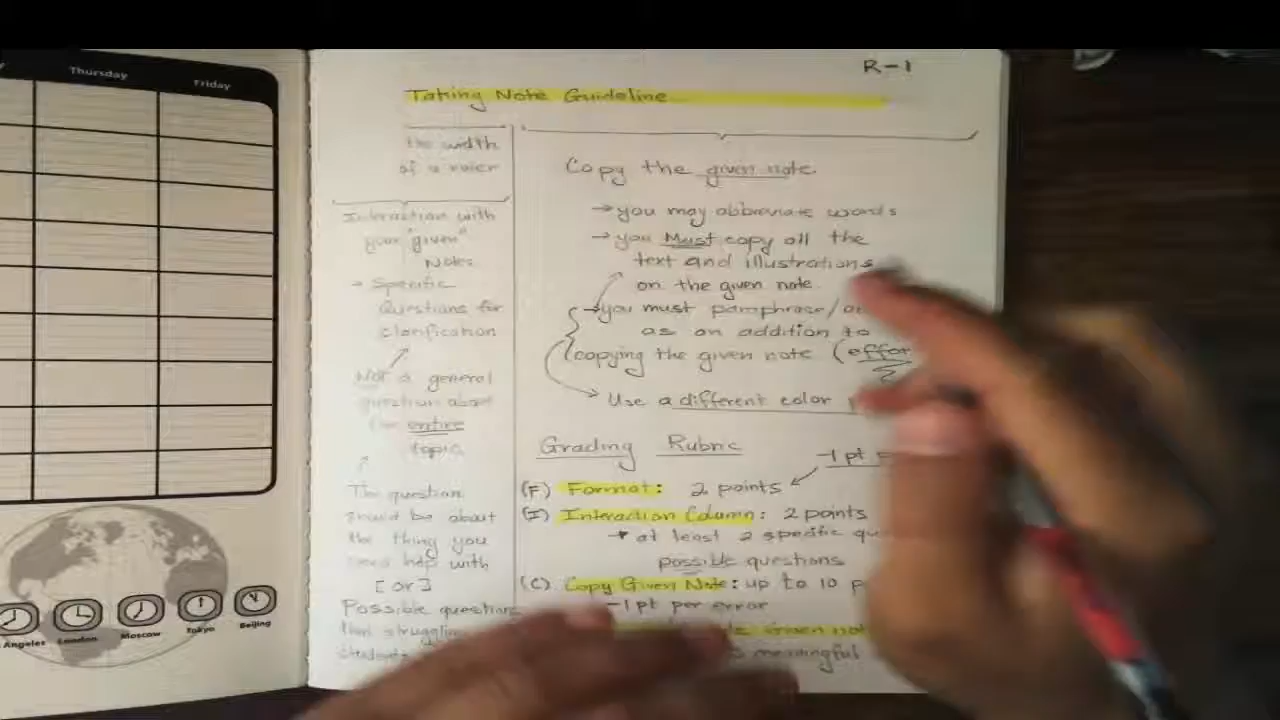 Thursday Friday
Angeles London Moscow Tokyo Beijing
R-1
Taking Note Guideline
the width
of a ruler
Interaction with
your "given"
Notes
→ Specific
Questions for
clarification
Not a general
question about
the entire
topic
The question
should be about
the thing you
need help with
[or]
Possible question
that struggling
Copy the given note
→ you may abbreviate words
→ you Must copy all the
text and illustrations
on the given note
→ you must paraphrase/
as an addition to
copying the given note (
→ Use a different color
Grading Rubric
-1 pt
(F) Format: 2 points
(I) Interaction Column: 2 points
→ at least 2 specific
possible questions
(C) Copy Given Note: up to 10
-1 pt per error
Given
meaningful